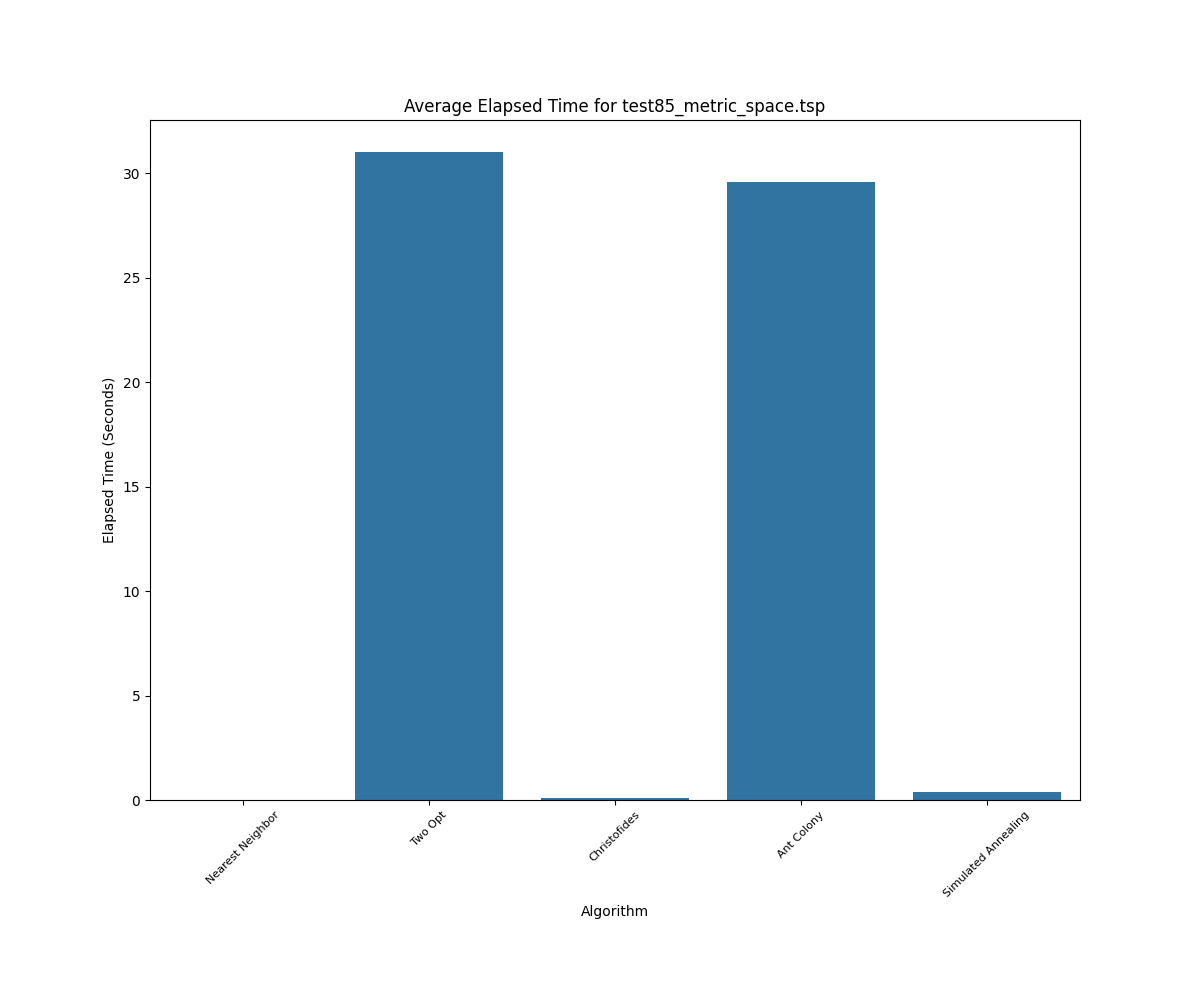 Average Elapsed Time for test85_metric_space.tsp
Elapsed Time (Seconds)
30
25
20
15
10
5
0
Nearest Neighbor
Two Opt
Christofides
Ant Colony
Simulated Annealing
Algorithm